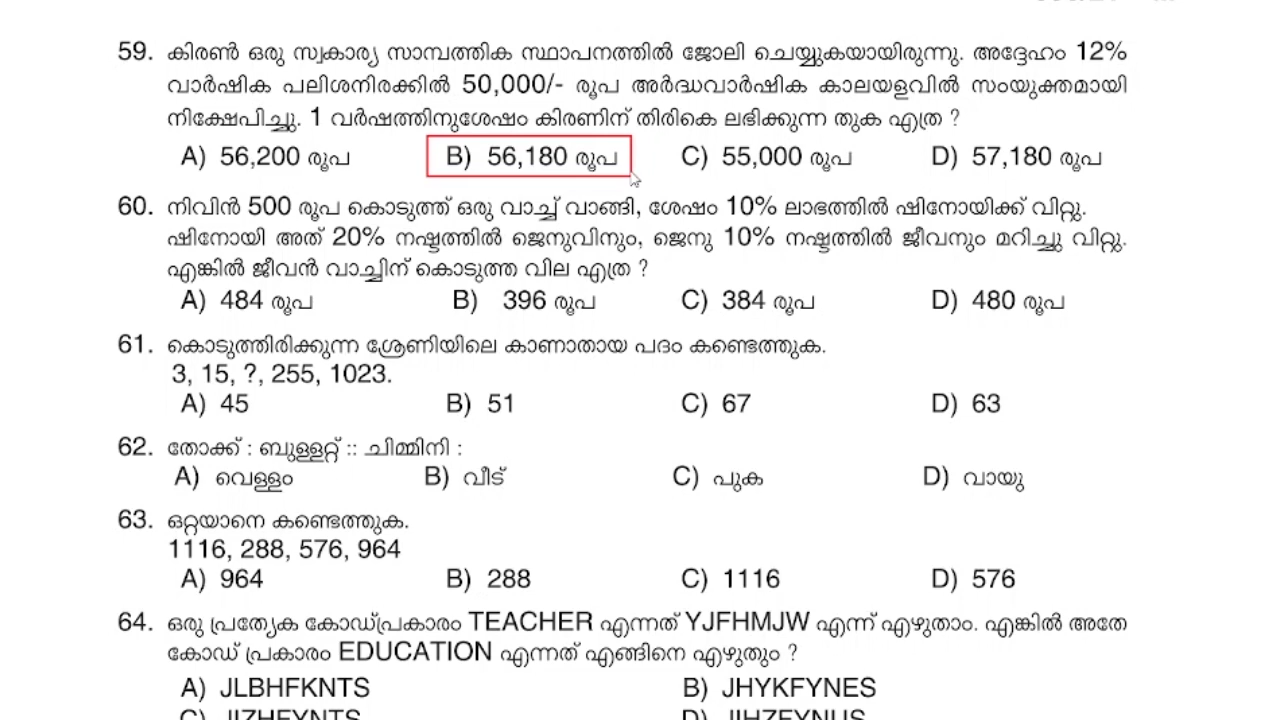 59. കിരൺ ഒരു സ്വകാര്യ സാമ്പത്തിക സ്ഥാപനത്തിൽ ജോലി ചെയ്യുകയായിരുന്നു. അദ്ദേഹം 12%
വാർഷിക പലിശനിരക്കിൽ 50,000/- രൂപ അർദ്ധവാർഷിക കാലയളവിൽ സംയുക്തമായി
നിക്ഷേപിച്ചു. 1 വർഷത്തിനുശേഷം കിരണിന് തിരികെ ലഭിക്കുന്ന തുക എത്ര ?
A) 56,200 രൂപ B) 56,180 രൂപ C) 55,000 രൂപ D) 57,180 രൂപ
60. നിവിൻ 500 രൂപ കൊടുത്ത് ഒരു വാച്ച് വാങ്ങി, ശേഷം 10% ലാഭത്തിൽ ഷിനോയിക്ക് വിറ്റു.
ഷിനോയി അത് 20% നഷ്ടത്തിൽ ജെനുവിനും, ജെനു 10% നഷ്ടത്തിൽ ജീവനും മറിച്ചു വിറ്റു.
എങ്കിൽ ജീവൻ വാച്ചിന് കൊടുത്ത വില എത്ര ?
A) 484 രൂപ B) 396 രൂപ C) 384 രൂപ D) 480 രൂപ
61. കൊടുത്തിരിക്കുന്ന ശ്രേണിയിലെ കാണാതായ പദം കണ്ടെത്തുക.
3, 15, ?, 255, 1023.
A) 45 B) 51 C) 67 D) 63
62. തോക്ക് : ബുള്ളറ്റ് :: ചിമ്മിനി :
A) വെള്ളം B) വീട് C) പുക D) വായു
63. ഒറ്റയാനെ കണ്ടെത്തുക.
1116, 288, 576, 964
A) 964 B) 288 C) 1116 D) 576
64. ഒരു പ്രത്യേക കോഡ്പ്രകാരം TEACHER എന്നത് YJFHMJW എന്ന് എഴുതാം. എങ്കിൽ അതേ
കോഡ് പ്രകാരം EDUCATION എന്നത് എങ്ങിനെ എഴുതും ?
A) JLBHFKNTS B) JHYKFYNES
C) JIZHFYNTS D) JIHZFYNUS